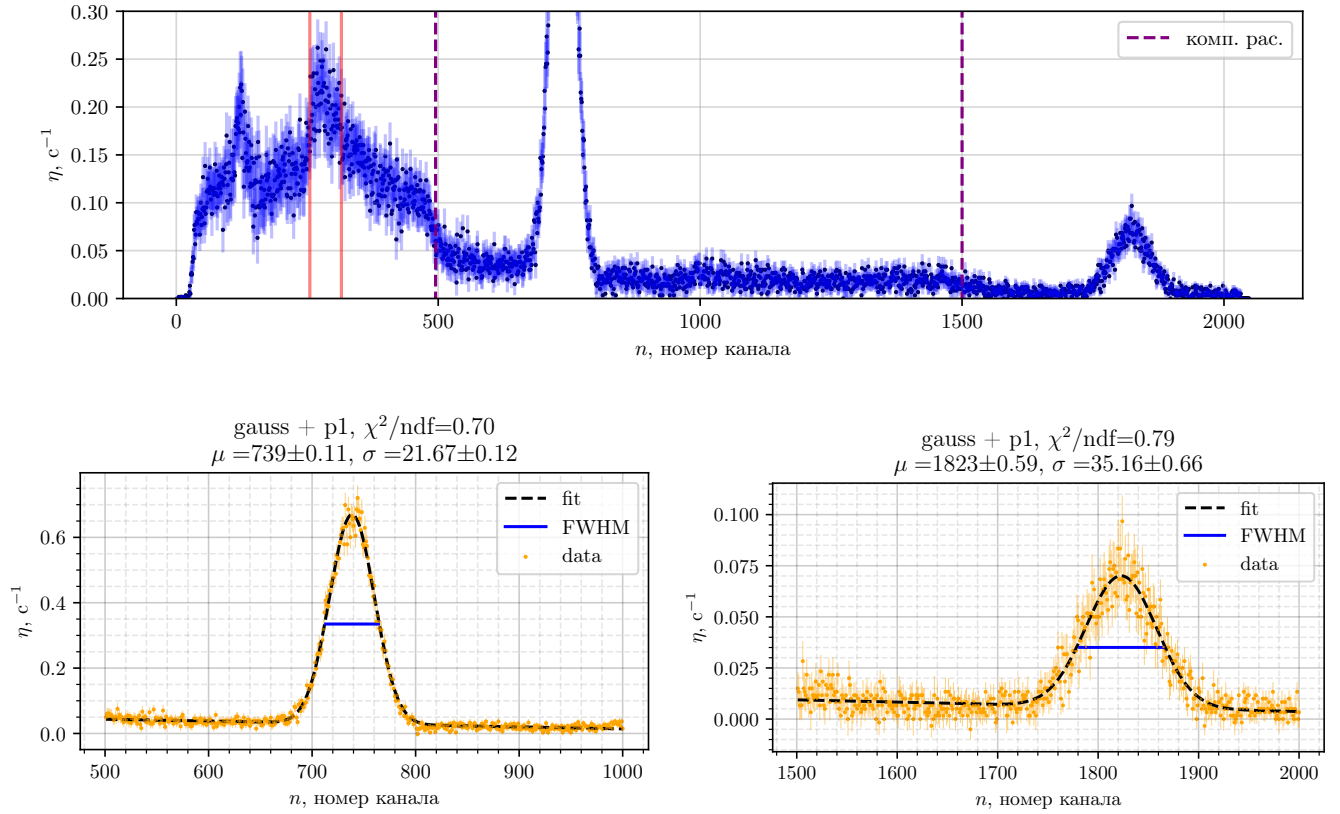 0.30
0.25
0.20
0.15
0.10
0.05
0.00
η, с⁻¹
комп. рас.
0 500 1000 1500 2000
n, номер канала
gauss + p1, χ²/ndf=0.70
μ =739±0.11, σ =21.67±0.12
0.6
0.4
0.2
0.0
η, с⁻¹
fit
FWHM
data
500 600 700 800 900 1000
n, номер канала
gauss + p1, χ²/ndf=0.79
μ =1823±0.59, σ =35.16±0.66
0.100
0.075
0.050
0.025
0.000
η, с⁻¹
fit
FWHM
data
1500 1600 1700 1800 1900 2000
n, номер канала